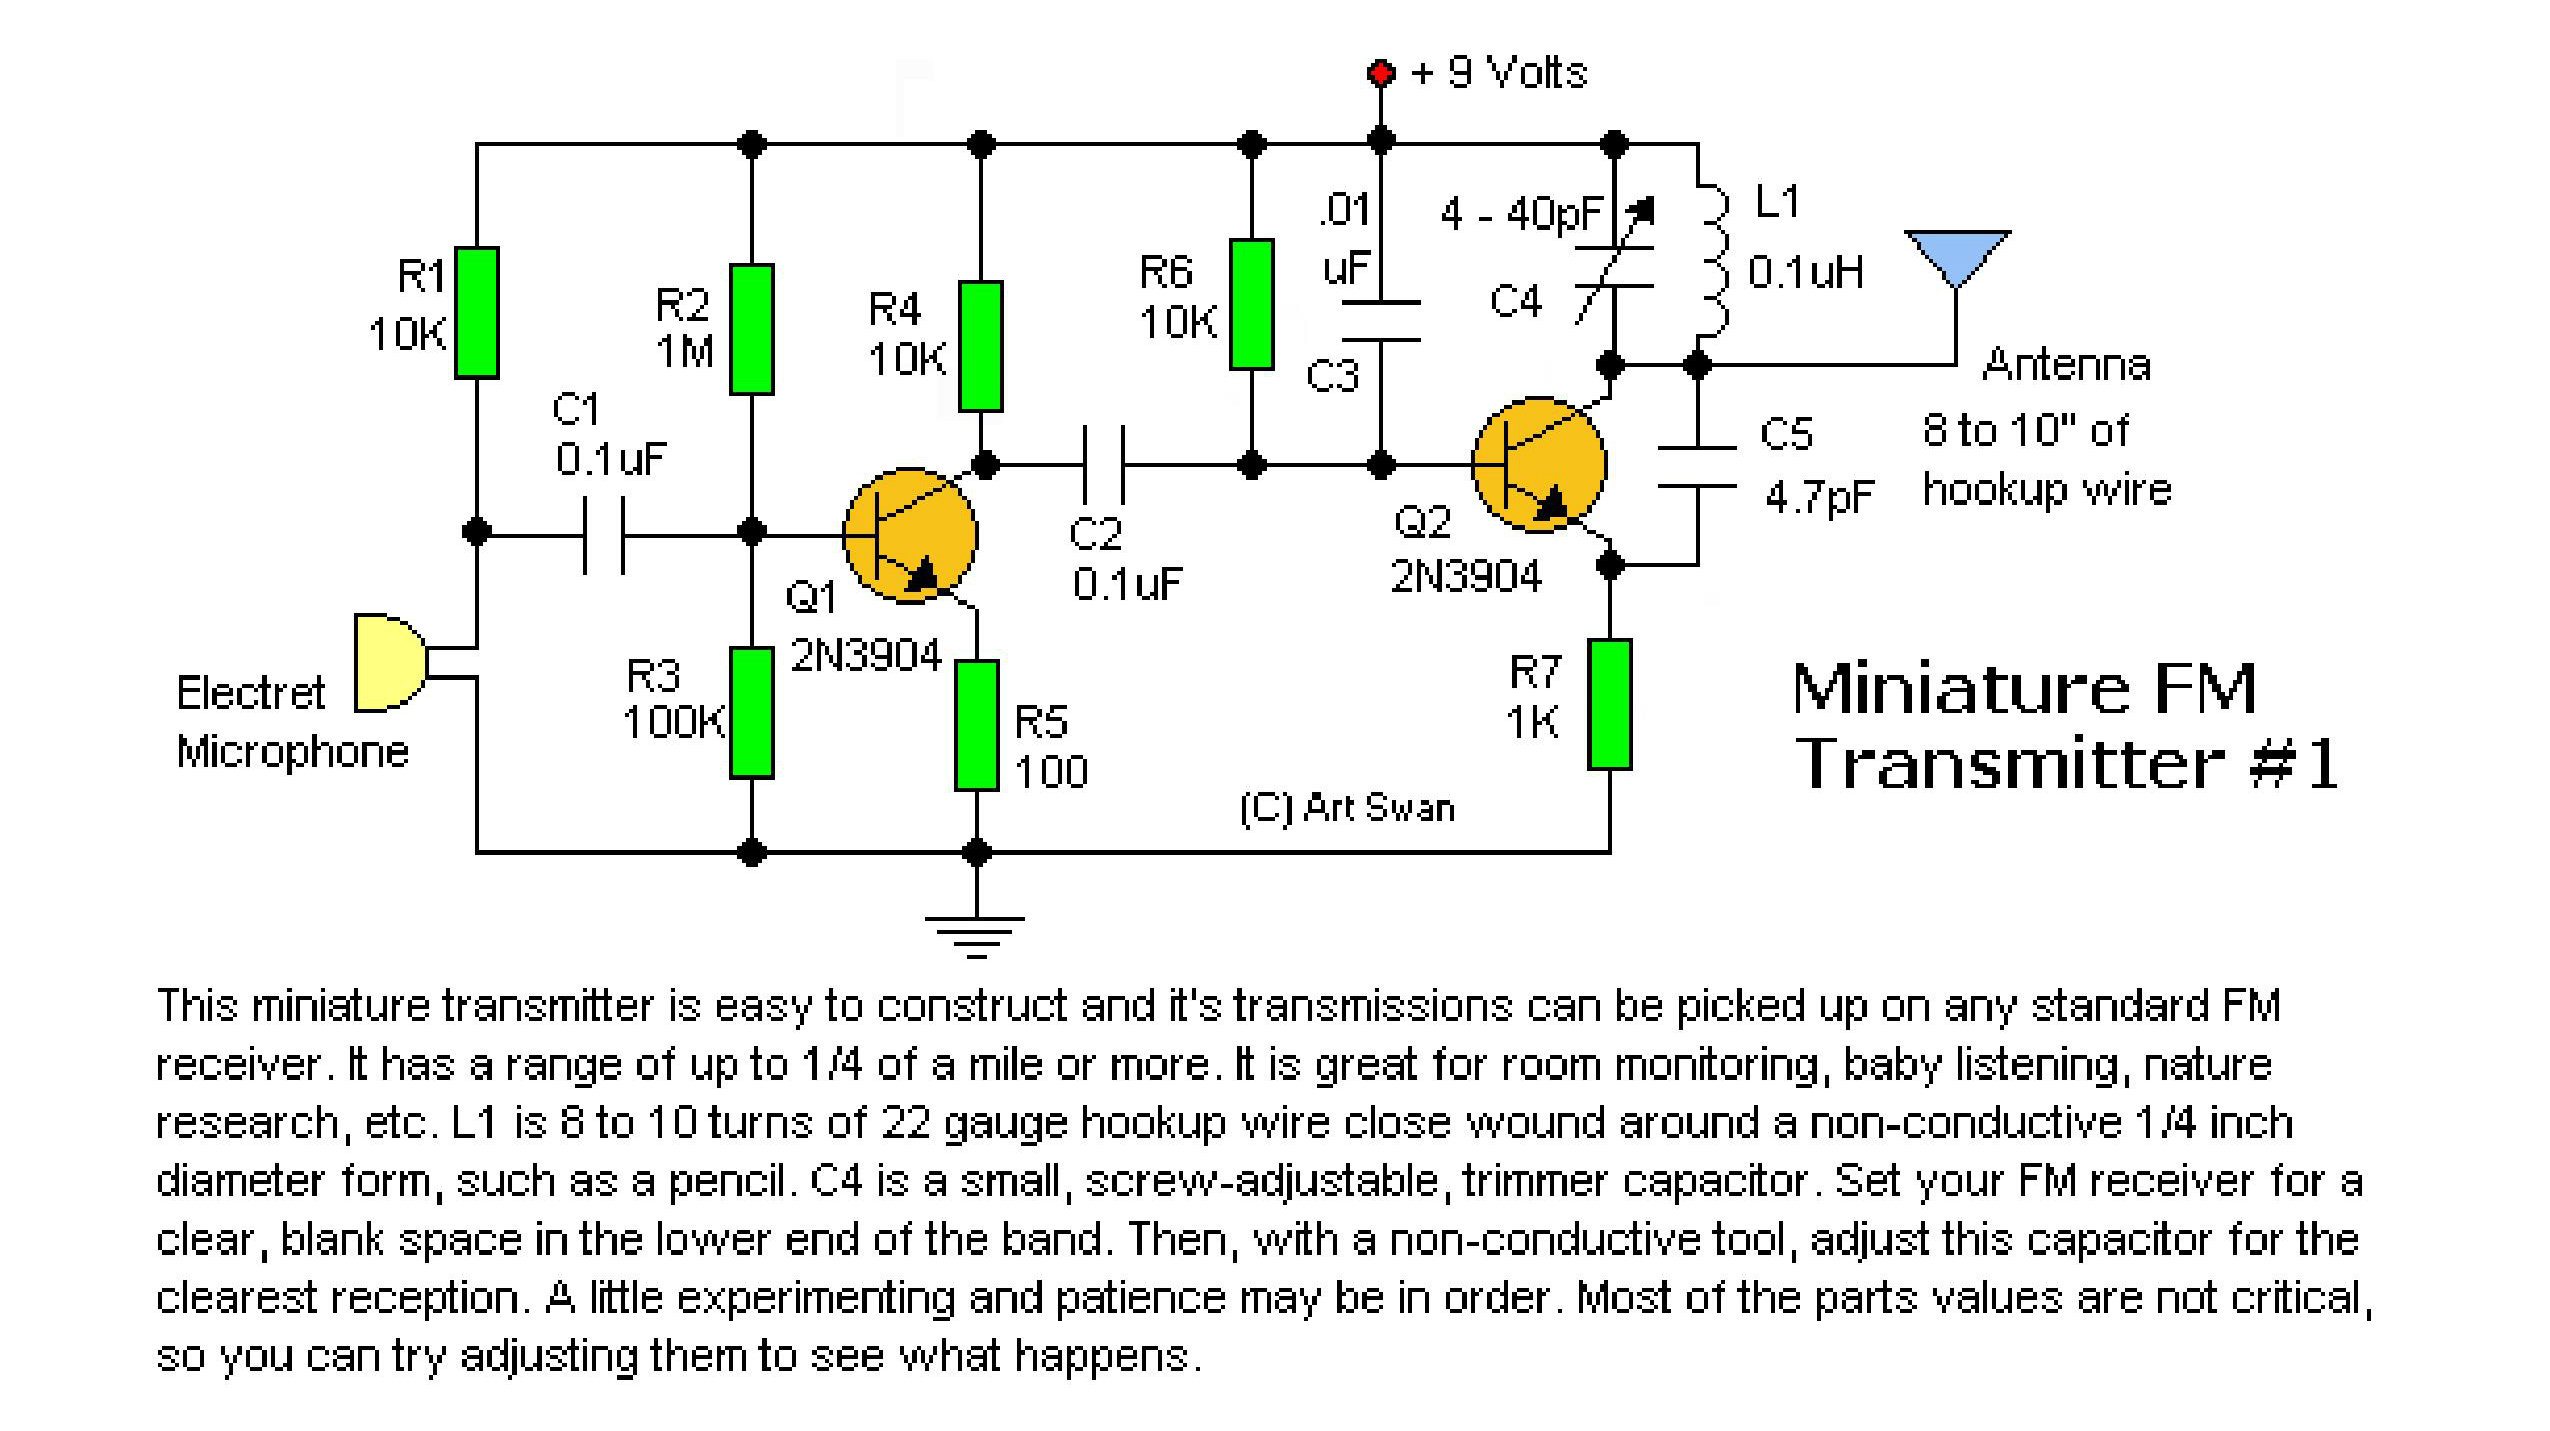 + 9 Volts
R1
10K
C1
0.1uF
R2
1M
R4
10K
R6
10K
.01
uF
C3
4 - 40pF
C4
L1
0.1uH
Antenna
8 to 10" of
hookup wire
C5
4.7pF
Q1
2N3904
C2
0.1uF
Q2
2N3904
Electret
Microphone
R3
100K
R5
100
R7
1K
(C) Art Swan
Miniature FM
Transmitter #1
This miniature transmitter is easy to construct and it's transmissions can be picked up on any standard FM
receiver. It has a range of up to 1/4 of a mile or more. It is great for room monitoring, baby listening, nature
research, etc. L1 is 8 to 10 turns of 22 gauge hookup wire close wound around a non-conductive 1/4 inch
diameter form, such as a pencil. C4 is a small, screw-adjustable, trimmer capacitor. Set your FM receiver for a
clear, blank space in the lower end of the band. Then, with a non-conductive tool, adjust this capacitor for the
clearest reception. A little experimenting and patience may be in order. Most of the parts values are not critical,
so you can try adjusting them to see what happens.